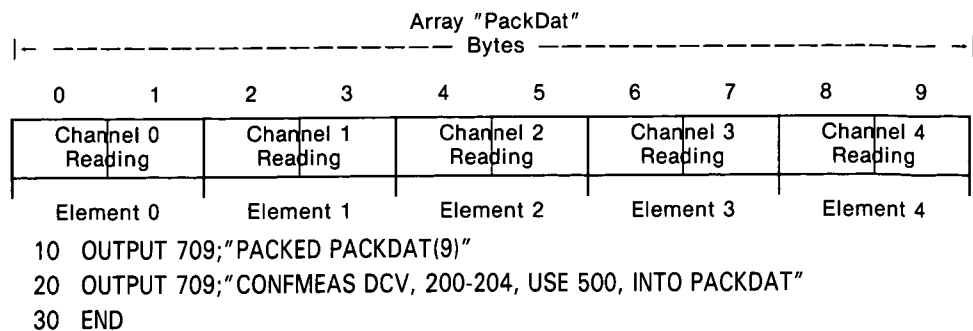 Array "PackDat"
Bytes
0 1 2 3 4 5 6 7 8 9
Channel 0 Channel 1 Channel 2 Channel 3 Channel 4
Reading Reading Reading Reading Reading
Element 0 Element 1 Element 2 Element 3 Element 4
10 OUTPUT 709;"PACKED PACKDAT(9)"
20 OUTPUT 709;"CONFMEAS DCV, 200-204, USE 500, INTO PACKDAT"
30 END